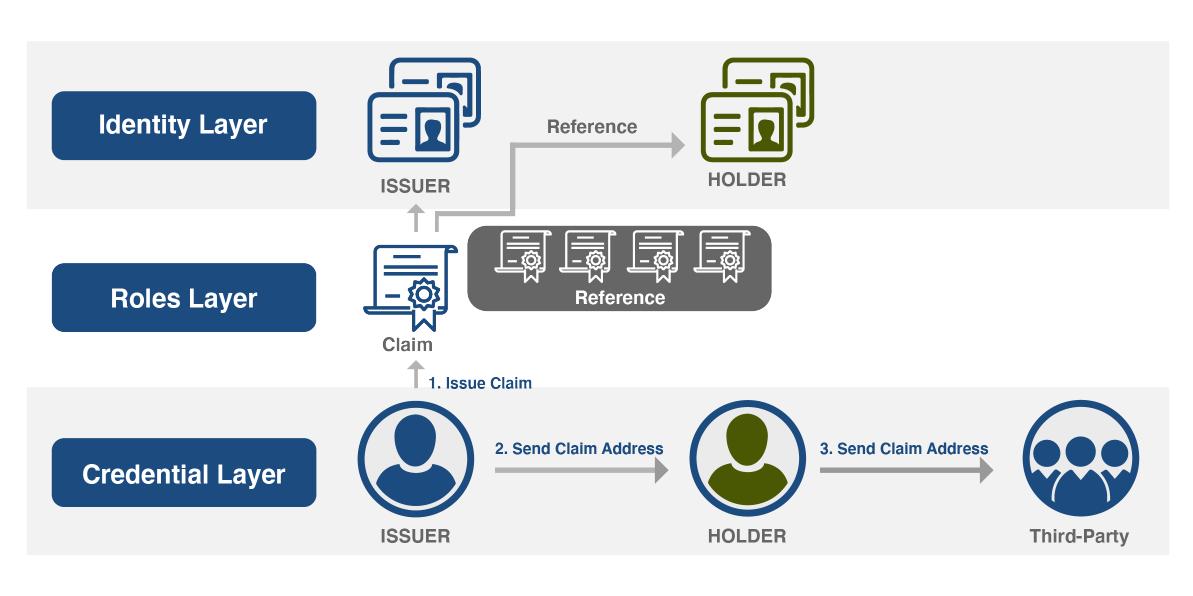 Identity Layer
ISSUER
Reference
HOLDER
Roles Layer
Claim
Reference
1. Issue Claim
Credential Layer
ISSUER
2. Send Claim Address
HOLDER
3. Send Claim Address
Third-Party